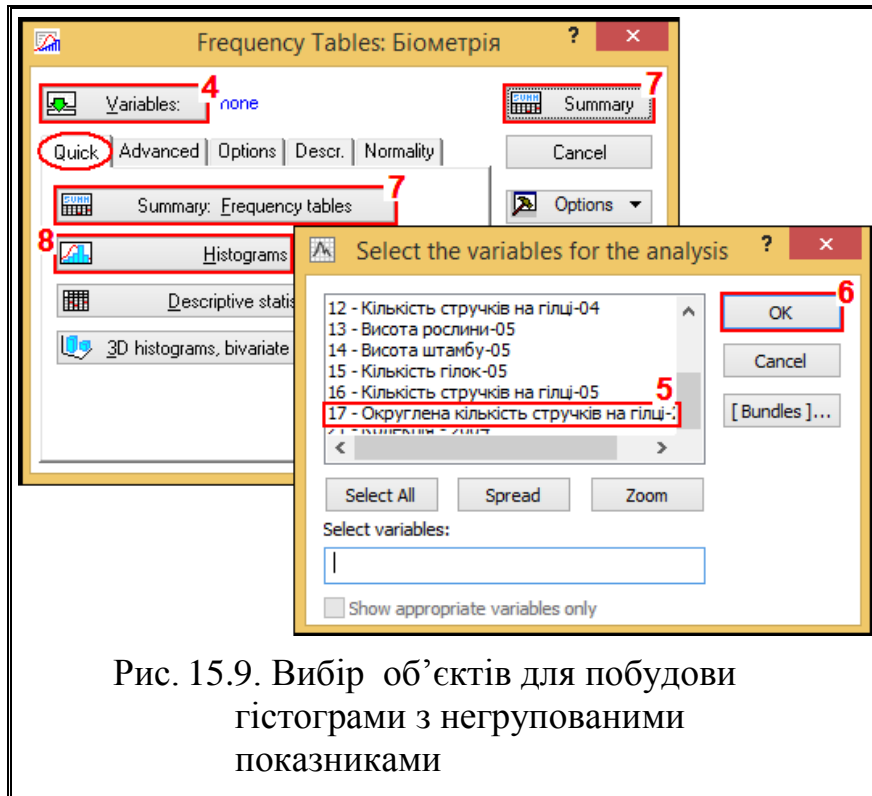 Frequency Tables: Біометрія ? ×
4
7
Variables: none
Summary
Quick Advanced Options Descr. Normality
Cancel
7
Summary: Frequency tables
Options
8
Histograms
Descriptive statis
3D histograms, bivariate
Select the variables for the analysis ? ×
12 - Кількість стручків на гілці-04
13 - Висота рослини-05
14 - Висота штамбу-05
15 - Кількість гілок-05
16 - Кількість стручків на гілці-05
5
17 - Округлена кількість стручків на гілці-2
21 - Колекція - 2004
6
OK
Cancel
[ Bundles ]...
Select All Spread Zoom
Select variables:
Show appropriate variables only
Рис. 15.9. Вибір об’єктів для побудови
гістограми з негрупованими
показниками